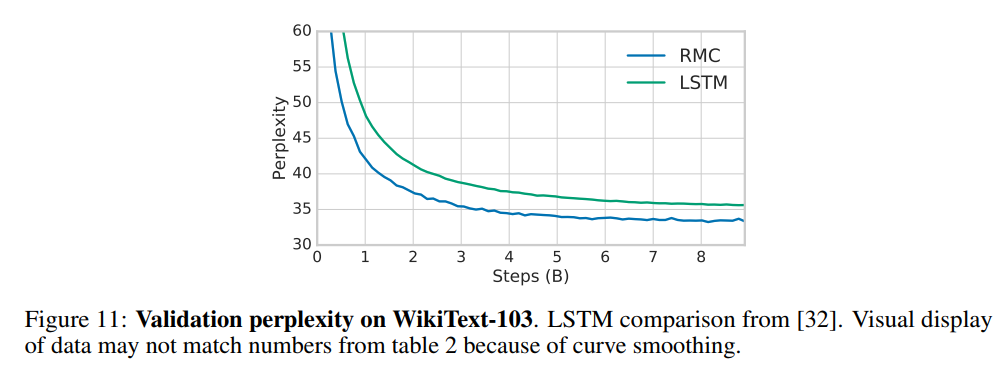 60
55
50
45
40
35
30
Perplexity
RMC
LSTM
0 1 2 3 4 5 6 7 8
Steps (B)
Figure 11: Validation perplexity on WikiText-103. LSTM comparison from [32]. Visual display
of data may not match numbers from table 2 because of curve smoothing.